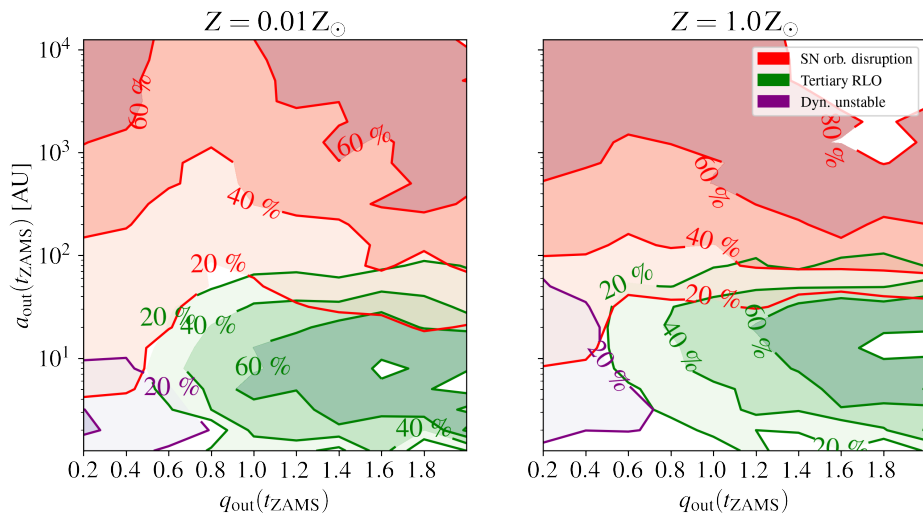 Z = 0.01 Z⊙
Z = 1.0 Z⊙
a_out(t_ZAMS) [AU]
10^4
10^3
10^2
10^1
60 %
60 %
40 %
20 %
20 %
40 %
60 %
20 %
40 %
0.2 0.4 0.6 0.8 1.0 1.2 1.4 1.6 1.8
q_out(t_ZAMS)
SN orb. disruption
Tertiary RLO
Dyn. unstable
80 %
60 %
40 %
20 %
20 %
40 %
60 %
20 %
20 %
0.2 0.4 0.6 0.8 1.0 1.2 1.4 1.6 1.8
q_out(t_ZAMS)